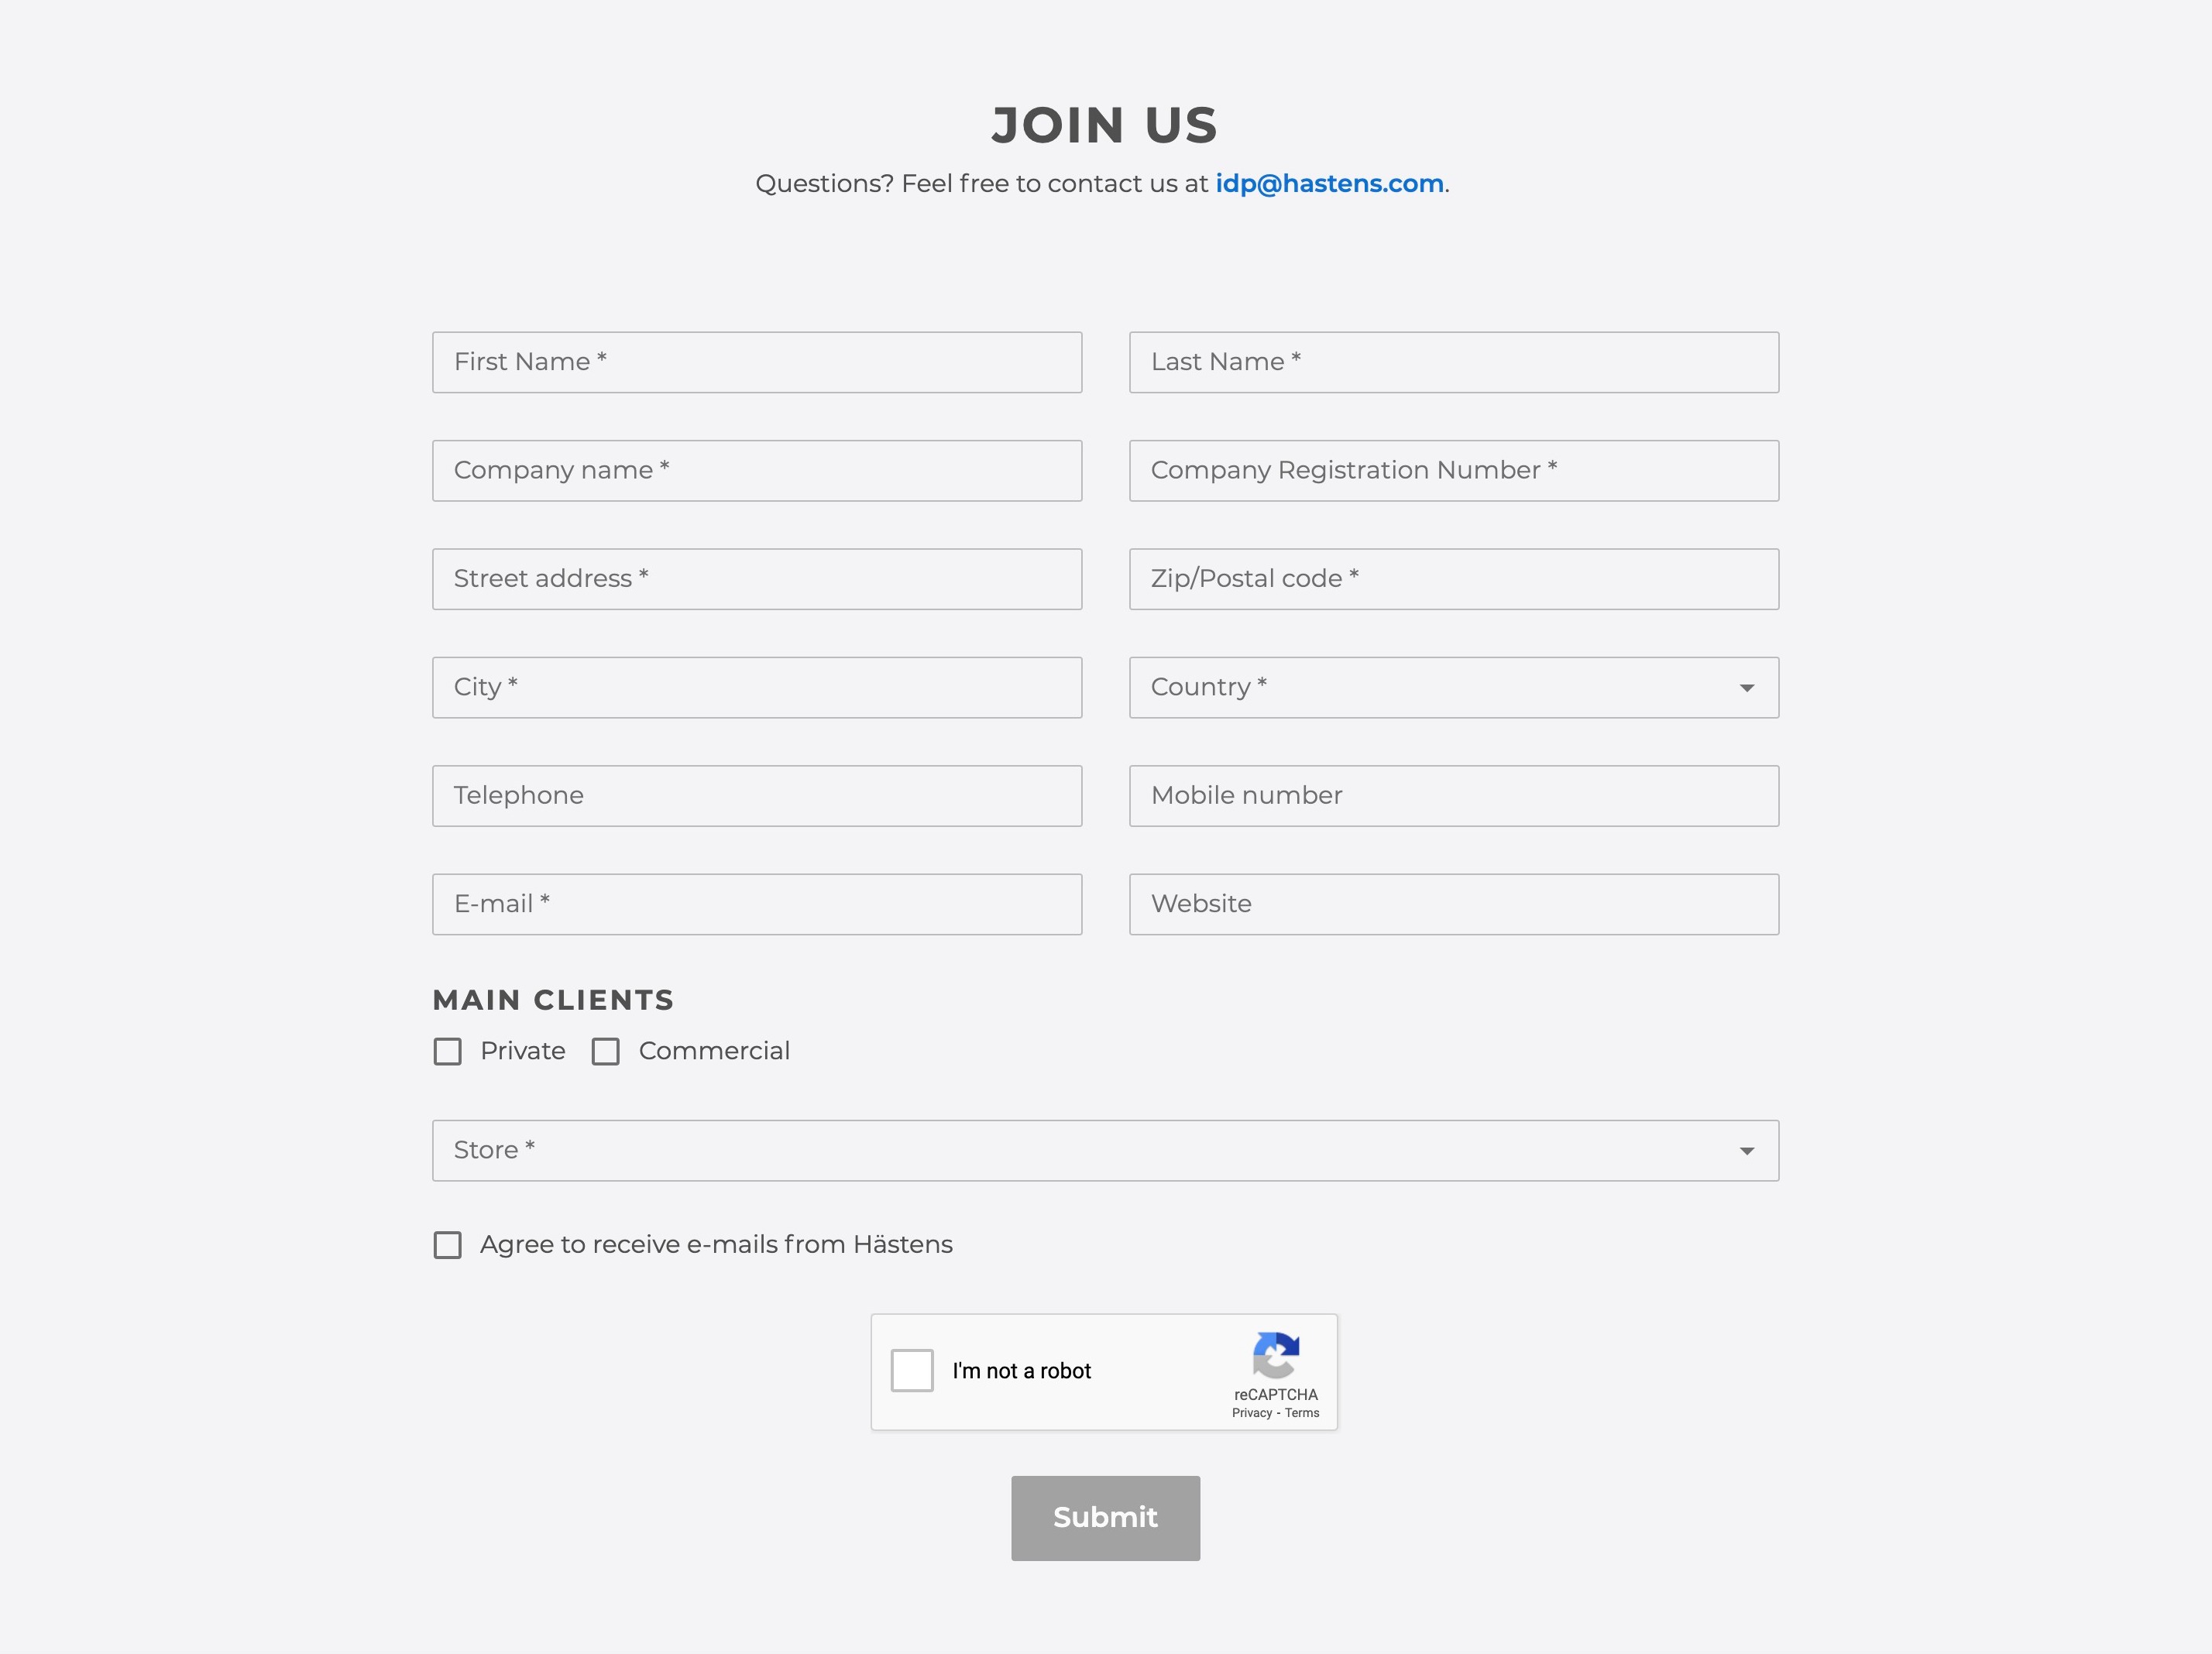 JOIN US
Questions? Feel free to contact us at idp@hastens.com.
First Name *
Last Name *
Company name *
Company Registration Number *
Street address *
Zip/Postal code *
City *
Country *
Telephone
Mobile number
E-mail *
Website
MAIN CLIENTS
Private
Commercial
Store *
Agree to receive e-mails from Hästens
I'm not a robot
reCAPTCHA
Privacy - Terms
Submit